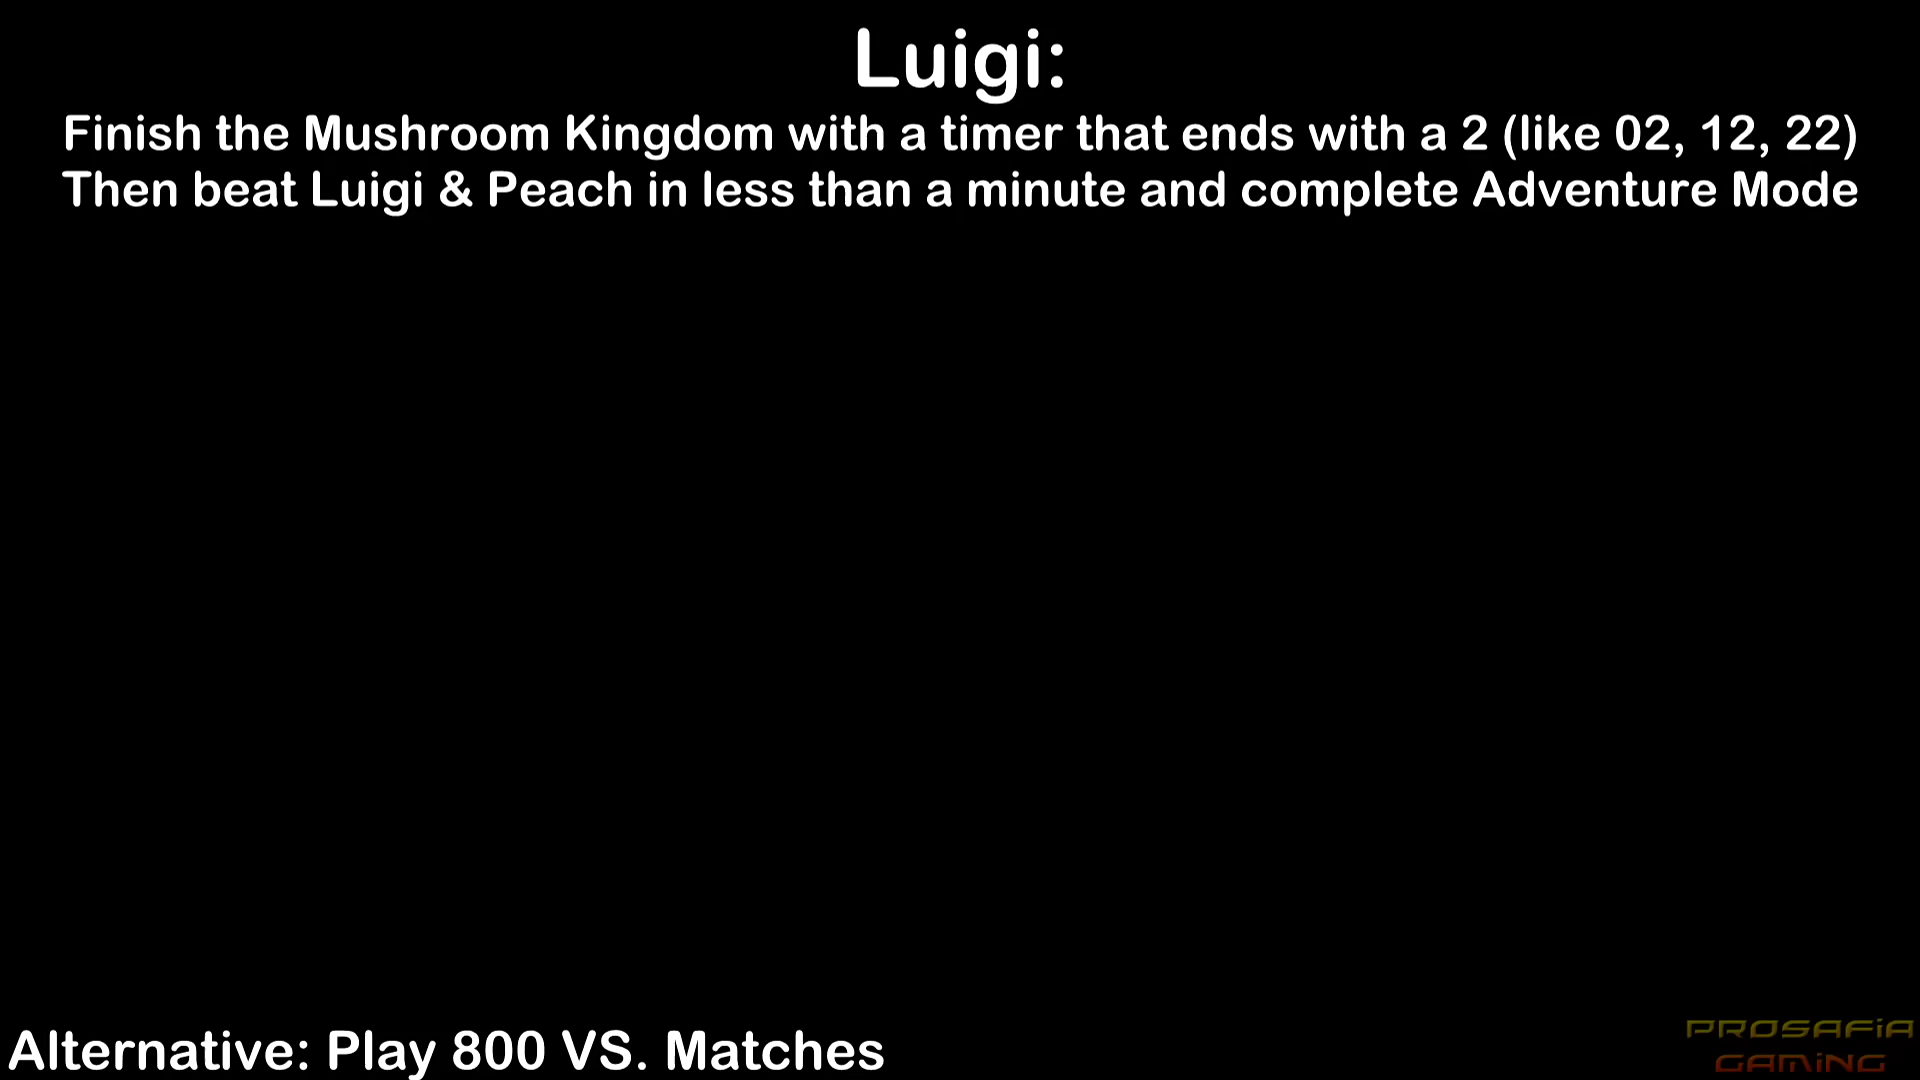 Luigi:
Finish the Mushroom Kingdom with a timer that ends with a 2 (like 02, 12, 22)
Then beat Luigi & Peach in less than a minute and complete Adventure Mode
Alternative: Play 800 VS. Matches
PROSAFiA
GAMiNG